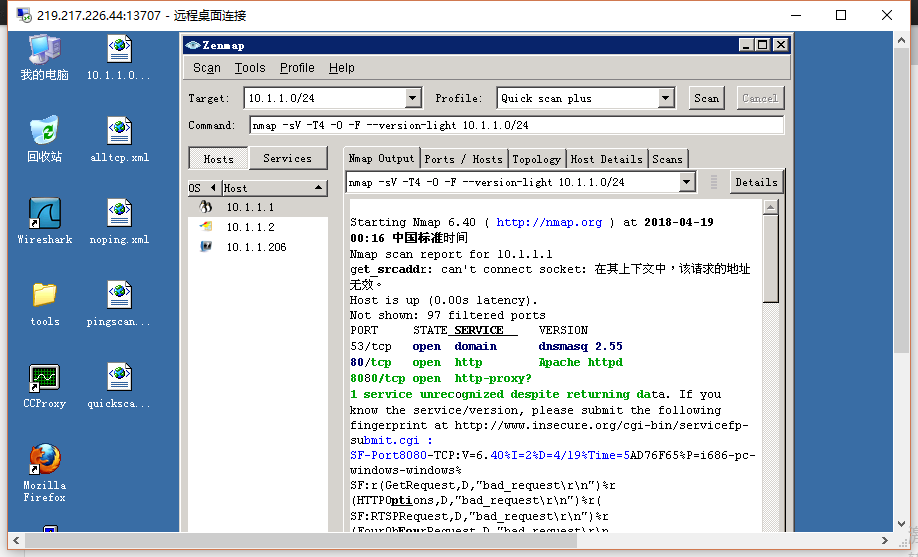 219.217.226.44:13707 - 远程桌面连接
我的电脑
10.1.1.0...
回收站
alltcp.xml
Wireshark
noping.xml
tools
pingscan...
CCProxy
quicksca...
Mozilla
Firefox
Zenmap
Scan Tools Profile Help
Target: 10.1.1.0/24 Profile: Quick scan plus Scan Cancel
Command: nmap -sV -T4 -O -F --version-light 10.1.1.0/24
Hosts Services
OS Host
10.1.1.1
10.1.1.2
10.1.1.206
Nmap Output Ports / Hosts Topology Host Details Scans
nmap -sV -T4 -O -F --version-light 10.1.1.0/24 Details
Starting Nmap 6.40 ( http://nmap.org ) at 2018-04-19
00:16 中国标准时间
Nmap scan report for 10.1.1.1
get_srcaddr: can't connect socket: 在其上下文中，该请求的地址
无效。
Host is up (0.00s latency).
Not shown: 97 filtered ports
PORT STATE SERVICE VERSION
53/tcp open domain dnsmasq 2.55
80/tcp open http Apache httpd
8080/tcp open http-proxy?
1 service unrecognized despite returning data. If you
know the service/version, please submit the following
fingerprint at http://www.insecure.org/cgi-bin/servicefp-
submit.cgi :
SF-Port8080-TCP:V=6.40%I=2%D=4/19%Time=5AD76F65%P=i686-pc-
windows-windows%
SF:r(GetRequest,D,"bad_request\r\n")%r
(HTTPOptions,D,"bad_request\r\n")%r(
SF:RTSPRequest,D,"bad_request\r\n")%r
(FourOhFourRequest,D,"bad_request\r\n